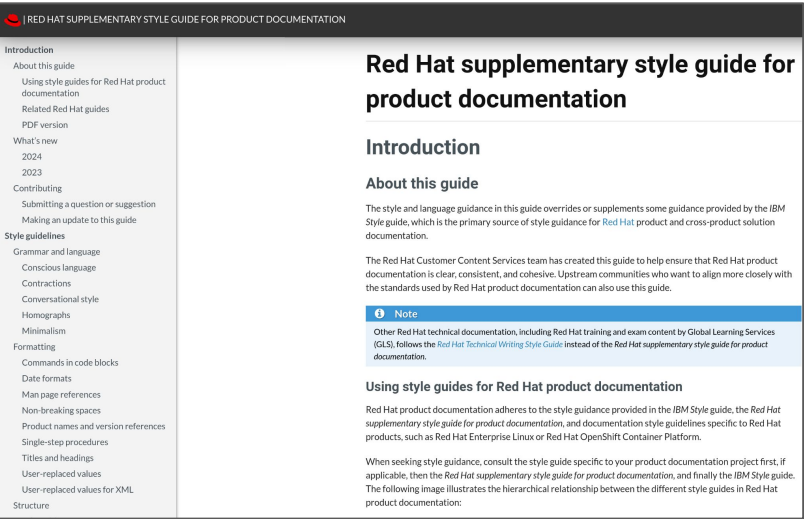 | RED HAT SUPPLEMENTARY STYLE GUIDE FOR PRODUCT DOCUMENTATION
Introduction
About this guide
Using style guides for Red Hat product
documentation
Related Red Hat guides
PDF version
What's new
2024
2023
Contributing
Submitting a question or suggestion
Making an update to this guide
Style guidelines
Grammar and language
Conscious language
Contractions
Conversational style
Homographs
Minimalism
Formatting
Commands in code blocks
Date formats
Man page references
Non-breaking spaces
Product names and version references
Single-step procedures
Titles and headings
User-replaced values
User-replaced values for XML
Structure
Red Hat supplementary style guide for
product documentation
Introduction
About this guide
The style and language guidance in this guide overrides or supplements some guidance provided by the IBM
Style guide, which is the primary source of style guidance for Red Hat product and cross-product solution
documentation.
The Red Hat Customer Content Services team has created this guide to help ensure that Red Hat product
documentation is clear, consistent, and cohesive. Upstream communities who want to align more closely with
the standards used by Red Hat product documentation can also use this guide.
Note
Other Red Hat technical documentation, including Red Hat training and exam content by Global Learning Services
(GLS), follows the Red Hat Technical Writing Style Guide instead of the Red Hat supplementary style guide for product
documentation.
Using style guides for Red Hat product documentation
Red Hat product documentation adheres to the style guidance provided in the IBM Style guide, the Red Hat
supplementary style guide for product documentation, and documentation style guidelines specific to Red Hat
products, such as Red Hat Enterprise Linux or Red Hat OpenShift Container Platform.
When seeking style guidance, consult the style guide specific to your product documentation project first, if
applicable, then the Red Hat supplementary style guide for product documentation, and finally the IBM Style guide.
The following image illustrates the hierarchical relationship between the different style guides in Red Hat
product documentation: